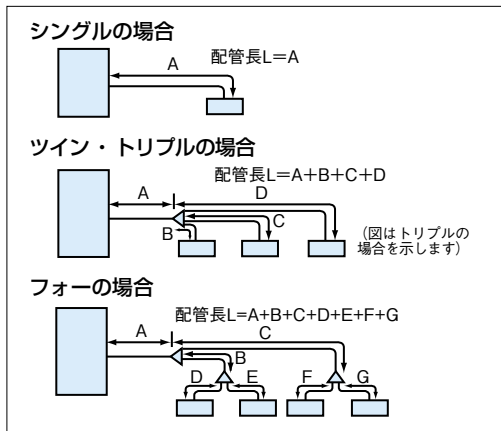 シングルの場合
配管長L=A
A
ツイン・トリプルの場合
配管長L=A+B+C+D
A
D
B
C
(図はトリプルの
場合を示します)
フォーの場合
配管長L=A+B+C+D+E+F+G
A
C
B
D
E
F
G